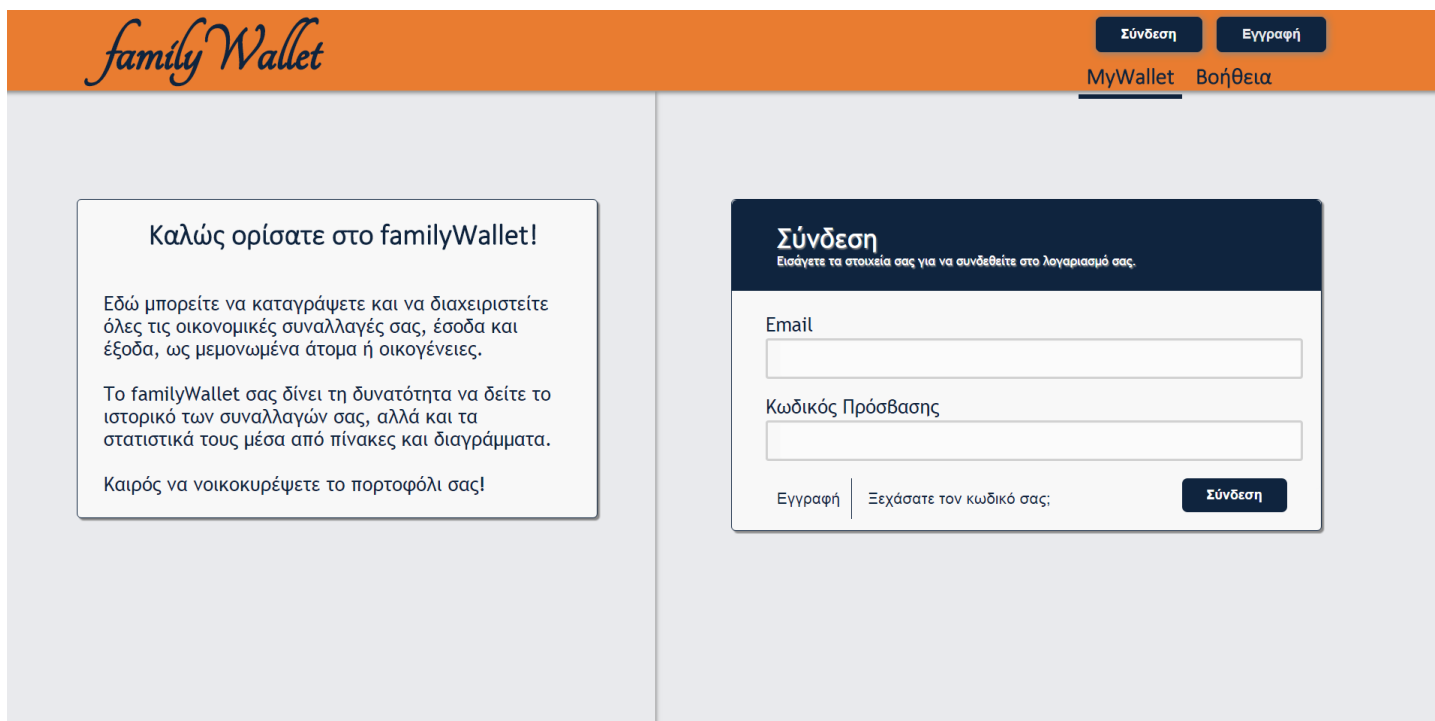 familyWallet
Σύνδεση
Εγγραφή
MyWallet
Βοήθεια
Καλώς ορίσατε στο familyWallet!
Εδώ μπορείτε να καταγράψετε και να διαχειριστείτε
όλες τις οικονομικές συναλλαγές σας, έσοδα και
έξοδα, ως μεμονωμένα άτομα ή οικογένειες.
Το familyWallet σας δίνει τη δυνατότητα να δείτε το
ιστορικό των συναλλαγών σας, αλλά και τα
στατιστικά τους μέσα από πίνακες και διαγράμματα.
Καιρός να νοικοκυρέψετε το πορτοφόλι σας!
Σύνδεση
Εισάγετε τα στοιχεία σας για να συνδεθείτε στο λογαριασμό σας.
Email
Κωδικός Πρόσβασης
Εγγραφή
Ξεχάσατε τον κωδικό σας;
Σύνδεση